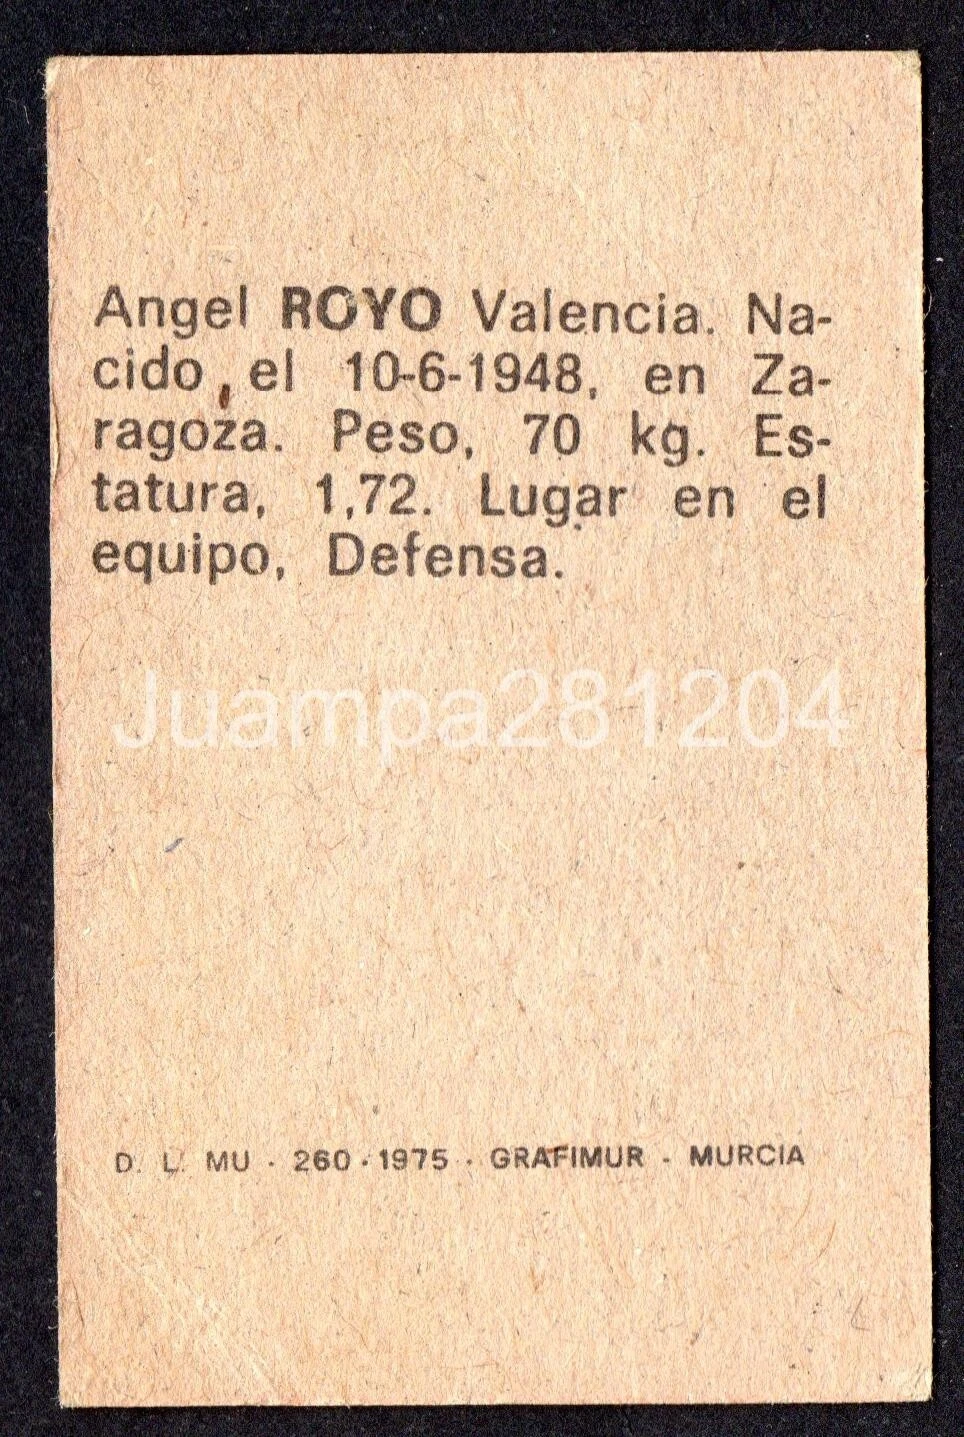 Angel ROYO Valencia. Na-
cido el 10-6-1948, en Za-
ragoza. Peso, 70 kg. Es-
tatura, 1,72. Lugar en el
equipo, Defensa.
Juampa281204
D. L. MU - 260 - 1975 - GRAFIMUR - MURCIA